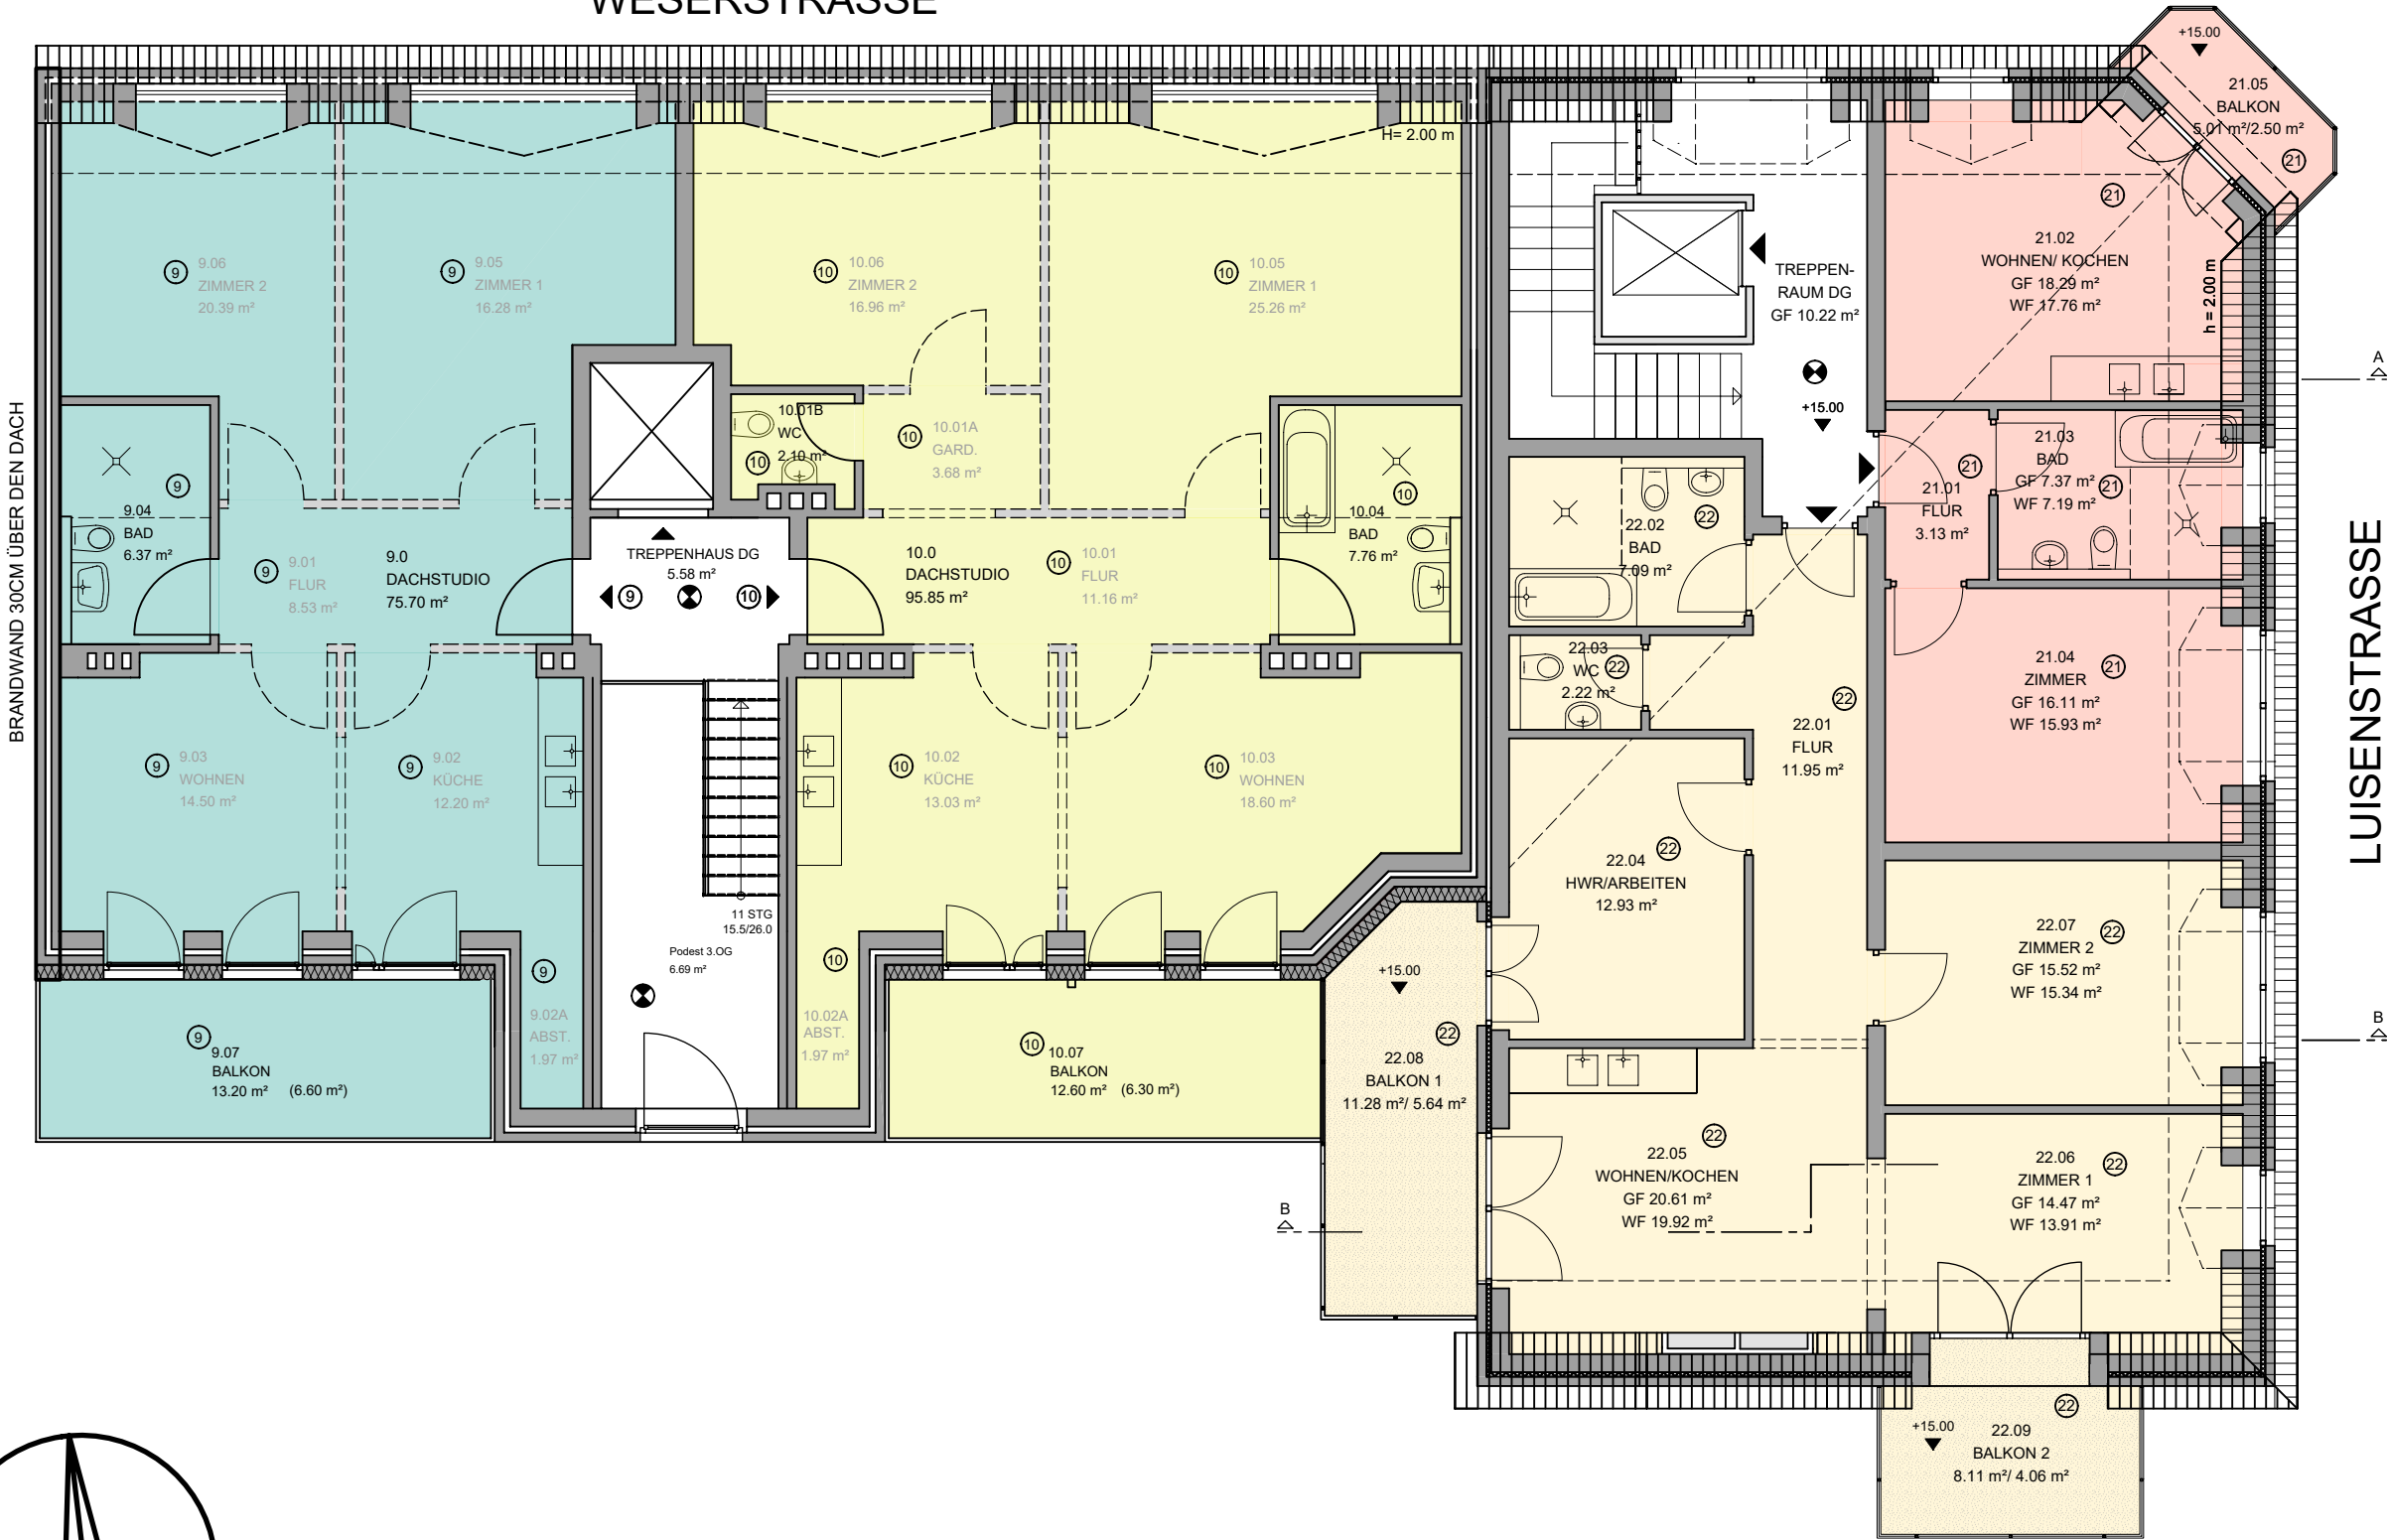 WESERSTRASSE
BRANDWAND 30CM ÜBER DEN DACH
LUISENSTRASSE
9
9.06
ZIMMER 2
20.39 m²
9
9.05
ZIMMER 1
16.28 m²
10
10.06
ZIMMER 2
16.96 m²
10
10.05
ZIMMER 1
25.26 m²
H= 2.00 m
9
9.04
BAD
6.37 m²
9
9.01
FLUR
8.53 m²
9.0
DACHSTUDIO
75.70 m²
10.01B
WC
2.10 m²
10
10
10.01A
GARD.
3.68 m²
TREPPENHAUS DG
5.58 m²
9
10
10.0
DACHSTUDIO
95.85 m²
10
10.01
FLUR
11.16 m²
10
10.04
BAD
7.76 m²
9
9.03
WOHNEN
14.50 m²
9
9.02
KÜCHE
12.20 m²
10
10.02
KÜCHE
13.03 m²
10
10.03
WOHNEN
18.60 m²
11 STG
15.5/26.0
Podest 3.OG
6.69 m²
9
9.02A
ABST.
1.97 m²
10
10.02A
ABST.
1.97 m²
9
9.07
BALKON
13.20 m² (6.60 m²)
10
10.07
BALKON
12.60 m² (6.30 m²)
TREPPEN-
RAUM DG
GF 10.22 m²
+15.00
+15.00
21.05
BALKON
5.01 m²/2.50 m²
21
21
21.02
WOHNEN/ KOCHEN
GF 18.29 m²
WF 17.76 m²
h = 2.00 m
A
21
21.01
FLUR
3.13 m²
21.03
BAD
GF 7.37 m²
WF 7.19 m²
21
21.04
ZIMMER
GF 16.11 m²
WF 15.93 m²
21
22
22.02
BAD
7.09 m²
22.03
WC
2.22 m²
22
22
22.01
FLUR
11.95 m²
22
22.04
HWR/ARBEITEN
12.93 m²
22
22.07
ZIMMER 2
GF 15.52 m²
WF 15.34 m²
B
+15.00
22
22.08
BALKON 1
11.28 m²/ 5.64 m²
22
22.05
WOHNEN/KOCHEN
GF 20.61 m²
WF 19.92 m²
22
22.06
ZIMMER 1
GF 14.47 m²
WF 13.91 m²
B
22
+15.00
22.09
BALKON 2
8.11 m²/ 4.06 m²